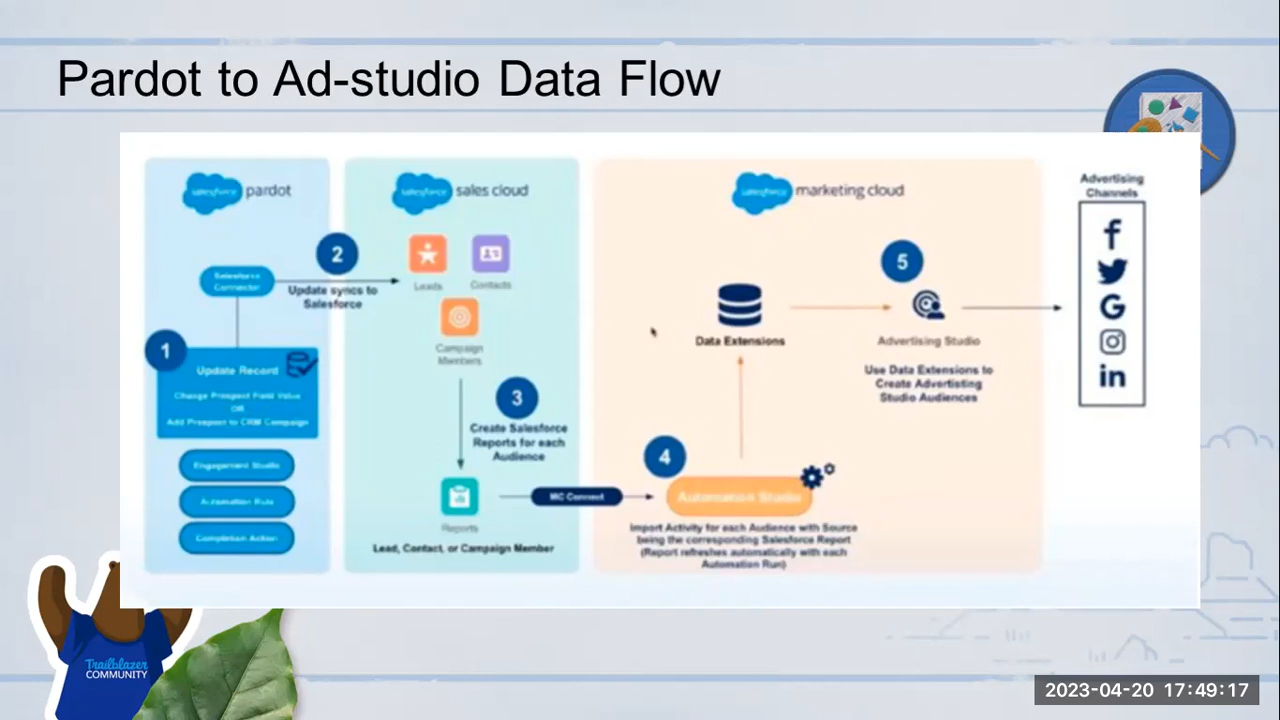 Pardot to Ad-studio Data Flow
salesforce pardot
salesforce sales cloud
salesforce marketing cloud
Advertising
Channels
1
Update Record
Change Prospect Field Value
OR
Add Prospect to CRM Campaign
Salesforce
Connector
Engagement Studio
Automation Rule
Completion Action
2
Update syncs to
Salesforce
Leads
Contacts
Campaign
Members
3
Create Salesforce
Reports for each
Audience
Reports
Lead, Contact, or Campaign Member
MC Connect
4
Automation Studio
Import Activity for each Audience with Source
being the corresponding Salesforce Report
(Report refreshes automatically with each
Automation Run)
Data Extensions
5
Advertising Studio
Use Data Extensions to
Create Advertisting
Studio Audiences
f
G
in
Trailblazer
COMMUNITY
2023-04-20 17:49:17